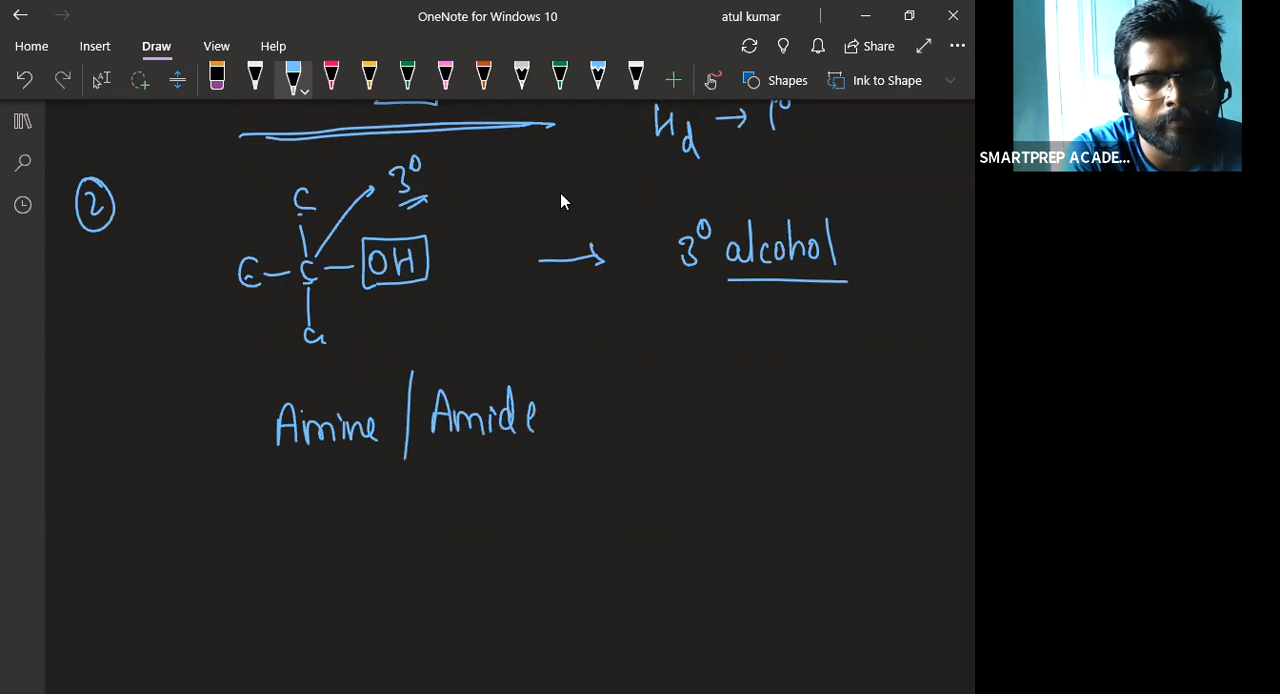 OneNote for Windows 10
atul kumar
Home Insert Draw View Help
Share
Shapes
Ink to Shape
SMARTPREP ACADE...
H d → 1°
2
3°
C
C — C — OH → 3° alcohol
C
Amine / Amide